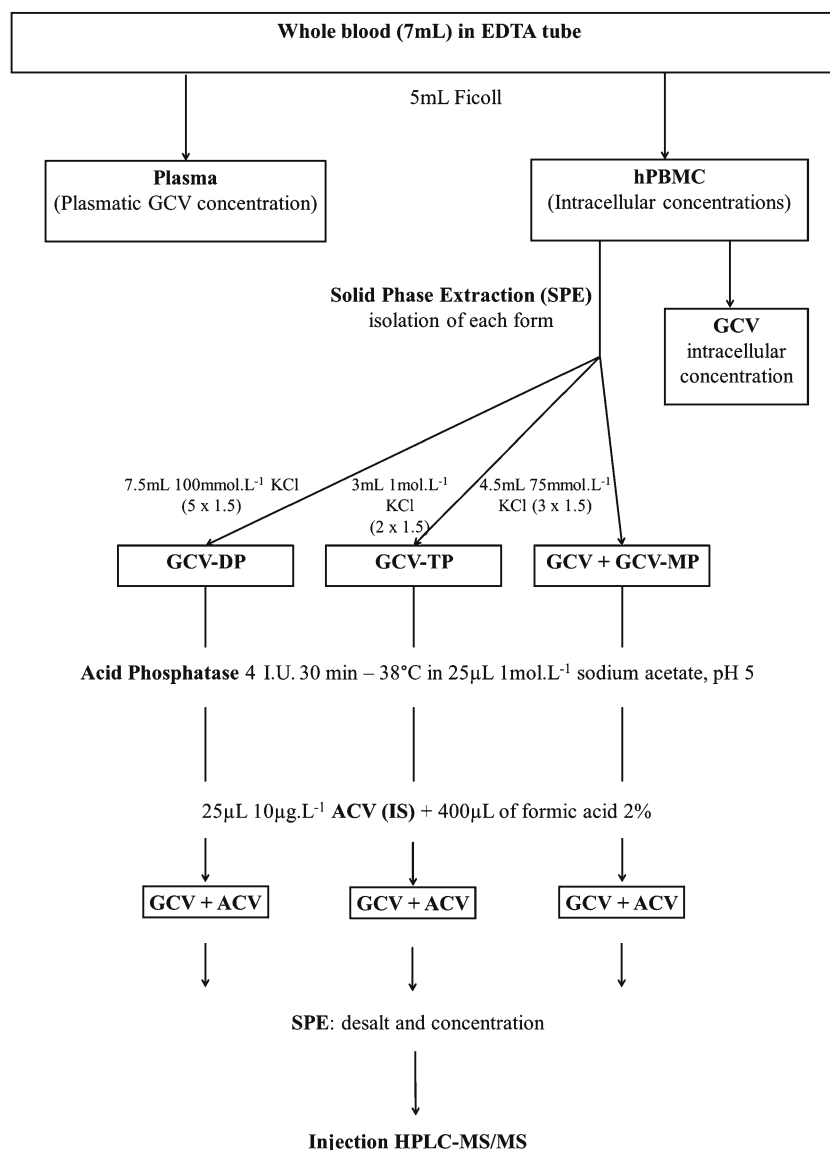 Whole blood (7mL) in EDTA tube
5mL Ficoll
Plasma
(Plasmatic GCV concentration)
hPBMC
(Intracellular concentrations)
Solid Phase Extraction (SPE)
isolation of each form
GCV
intracellular
concentration
7.5mL 100mmol.L⁻¹ KCl
(5 x 1.5)
3mL 1mol.L⁻¹
KCl
(2 x 1.5)
4.5mL 75mmol.L⁻¹
KCl (3 x 1.5)
GCV-DP
GCV-TP
GCV + GCV-MP
Acid Phosphatase 4 I.U. 30 min – 38°C in 25µL 1mol.L⁻¹ sodium acetate, pH 5
25µL 10µg.L⁻¹ ACV (IS) + 400µL of formic acid 2%
GCV + ACV
GCV + ACV
GCV + ACV
SPE: desalt and concentration
Injection HPLC-MS/MS